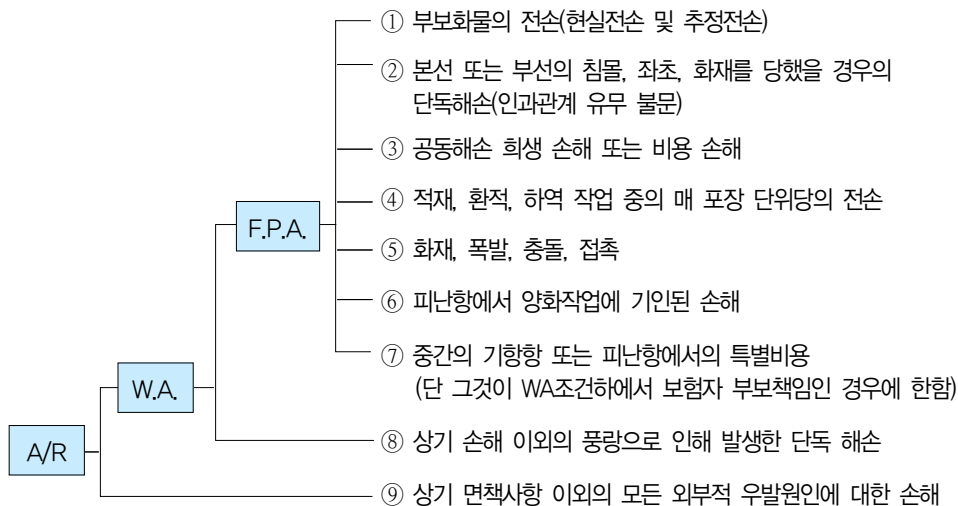 ① 부보화물의 전손(현실전손 및 추정전손)
② 본선 또는 부선의 침몰, 좌초, 화재를 당했을 경우의
단독해손(인과관계 유무 불문)
③ 공동해손 희생 손해 또는 비용 손해
④ 적재, 환적, 하역 작업 중의 매 포장 단위당의 전손
F.P.A.
⑤ 화재, 폭발, 충돌, 접촉
⑥ 피난항에서 양화작업에 기인된 손해
⑦ 중간의 기항항 또는 피난항에서의 특별비용
(단 그것이 WA조건하에서 보험자 부보책임인 경우에 한함)
W.A.
⑧ 상기 손해 이외의 풍랑으로 인해 발생한 단독 해손
A/R
⑨ 상기 면책사항 이외의 모든 외부적 우발원인에 대한 손해